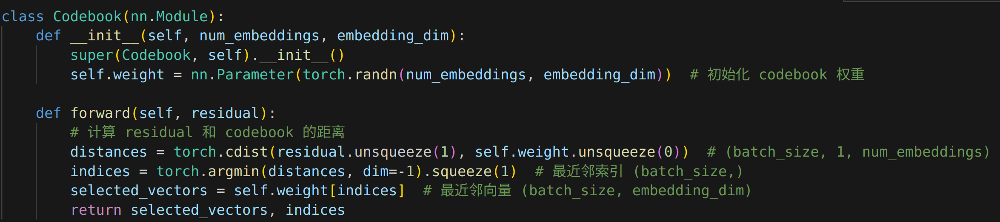 class Codebook(nn.Module):
    def __init__(self, num_embeddings, embedding_dim):
        super(Codebook, self).__init__()
        self.weight = nn.Parameter(torch.randn(num_embeddings, embedding_dim))  # 初始化 codebook 权重

    def forward(self, residual):
        # 计算 residual 和 codebook 的距离
        distances = torch.cdist(residual.unsqueeze(1), self.weight.unsqueeze(0))  # (batch_size, 1, num_embeddings)
        indices = torch.argmin(distances, dim=-1).squeeze(1)  # 最近邻索引 (batch_size,)
        selected_vectors = self.weight[indices]  # 最近邻向量 (batch_size, embedding_dim)
        return selected_vectors, indices